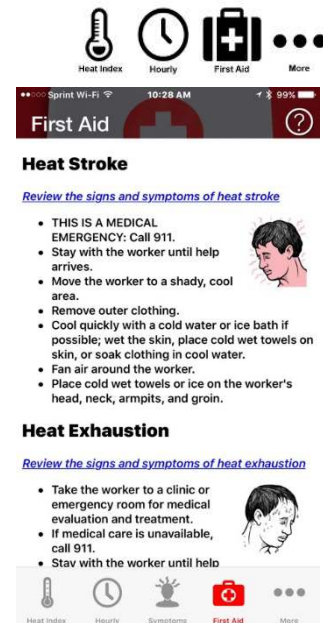 Heat Index Hourly First Aid More
Sprint Wi-Fi 10:28 AM 99%
First Aid ?
Heat Stroke
Review the signs and symptoms of heat stroke
• THIS IS A MEDICAL
EMERGENCY: Call 911.
• Stay with the worker until help
arrives.
• Move the worker to a shady, cool
area.
• Remove outer clothing.
• Cool quickly with a cold water or ice bath if
possible; wet the skin, place cold wet towels on
skin, or soak clothing in cool water.
• Fan air around the worker.
• Place cold wet towels or ice on the worker's
head, neck, armpits, and groin.
Heat Exhaustion
Review the signs and symptoms of heat exhaustion
• Take the worker to a clinic or
emergency room for medical
evaluation and treatment.
• If medical care is unavailable,
call 911.
• Stay with the worker until help
Heat Index Hourly Symptoms First Aid More